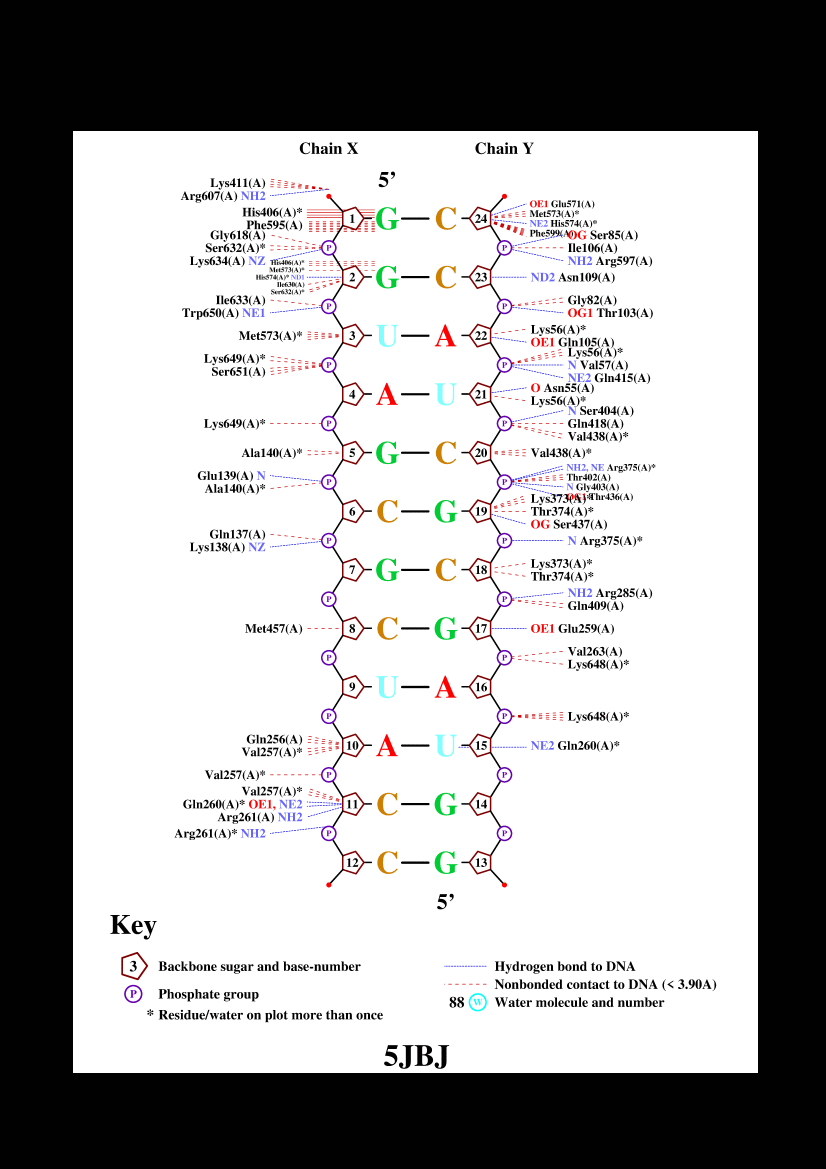 Chain X Chain Y
5’
Lys411(A)
Arg607(A) NH2
His406(A)*
Phe595(A)
1 G C 24
OE1 Glu571(A)
Met573(A)*
NE2 His574(A)*
Phe599(A)
Gly618(A)
Ser632(A)*
Lys634(A) NZ
P P
OG Ser85(A)
Ile106(A)
NH2 Arg597(A)
His406(A)*
Met573(A)*
His574(A)* ND1
Ile630(A)
Ser632(A)*
2 G C 23
ND2 Asn109(A)
Ile633(A)
Trp650(A) NE1
P P
Gly82(A)
OG1 Thr103(A)
Met573(A)*
3 U A 22
Lys56(A)*
OE1 Gln105(A)
Lys649(A)*
Ser651(A)
P P
Lys56(A)*
N Val57(A)
NE2 Gln415(A)
4 A U 21
O Asn55(A)
Lys56(A)*
Lys649(A)*
P P
N Ser404(A)
Gln418(A)
Val438(A)*
Ala140(A)*
5 G C 20
Val438(A)*
Glu139(A) N
Ala140(A)*
P P
NH2, NE Arg375(A)*
Thr402(A)
N Gly403(A)
OG1 Thr436(A)
6 C G 19
Lys373(A)*
Thr374(A)*
OG Ser437(A)
Gln137(A)
Lys138(A) NZ
P P
N Arg375(A)*
7 G C 18
Lys373(A)*
Thr374(A)*
P P
NH2 Arg285(A)
Gln409(A)
Met457(A)
8 C G 17
OE1 Glu259(A)
P P
Val263(A)
Lys648(A)*
9 U A 16
P P
Lys648(A)*
Gln256(A)
Val257(A)*
10 A U 15
NE2 Gln260(A)*
Val257(A)*
P P
Val257(A)*
Gln260(A)* OE1, NE2
Arg261(A) NH2
11 C G 14
Arg261(A)* NH2
P P
12 C G 13
5’
Key
3 Backbone sugar and base-number
P Phosphate group
* Residue/water on plot more than once
Hydrogen bond to DNA
Nonbonded contact to DNA (< 3.90A)
88 W Water molecule and number
5JBJ